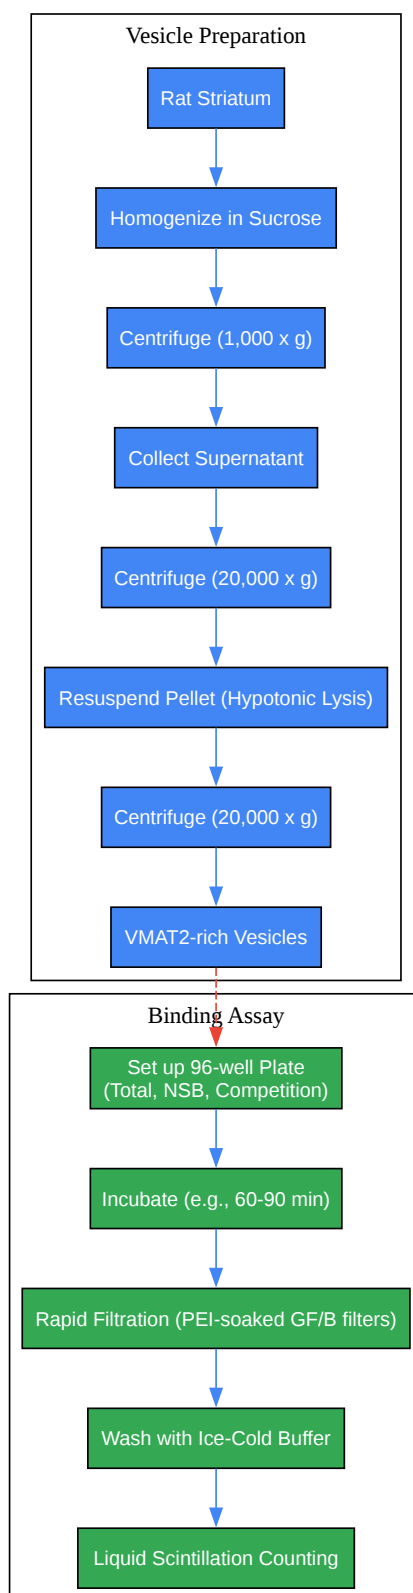 Vesicle Preparation
Rat Striatum
Homogenize in Sucrose
Centrifuge (1,000 x g)
Collect Supernatant
Centrifuge (20,000 x g)
Resuspend Pellet (Hypotonic Lysis)
Centrifuge (20,000 x g)
VMAT2-rich Vesicles
Binding Assay
Set up 96-well Plate
(Total, NSB, Competition)
Incubate (e.g., 60-90 min)
Rapid Filtration (PEI-soaked GF/B filters)
Wash with Ice-Cold Buffer
Liquid Scintillation Counting